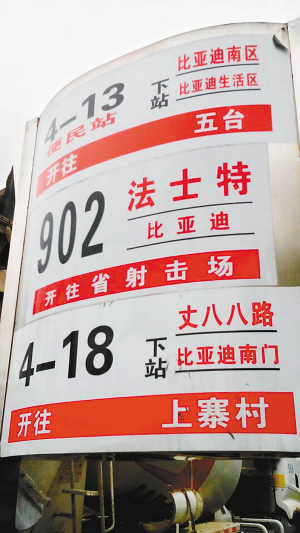 4-13
便民站
下站
比亚迪南区
比亚迪生活区
开往 五台
902
法士特
比亚迪
开往省射击场
4-18
下站
丈八八路
比亚迪南门
开往 上寨村